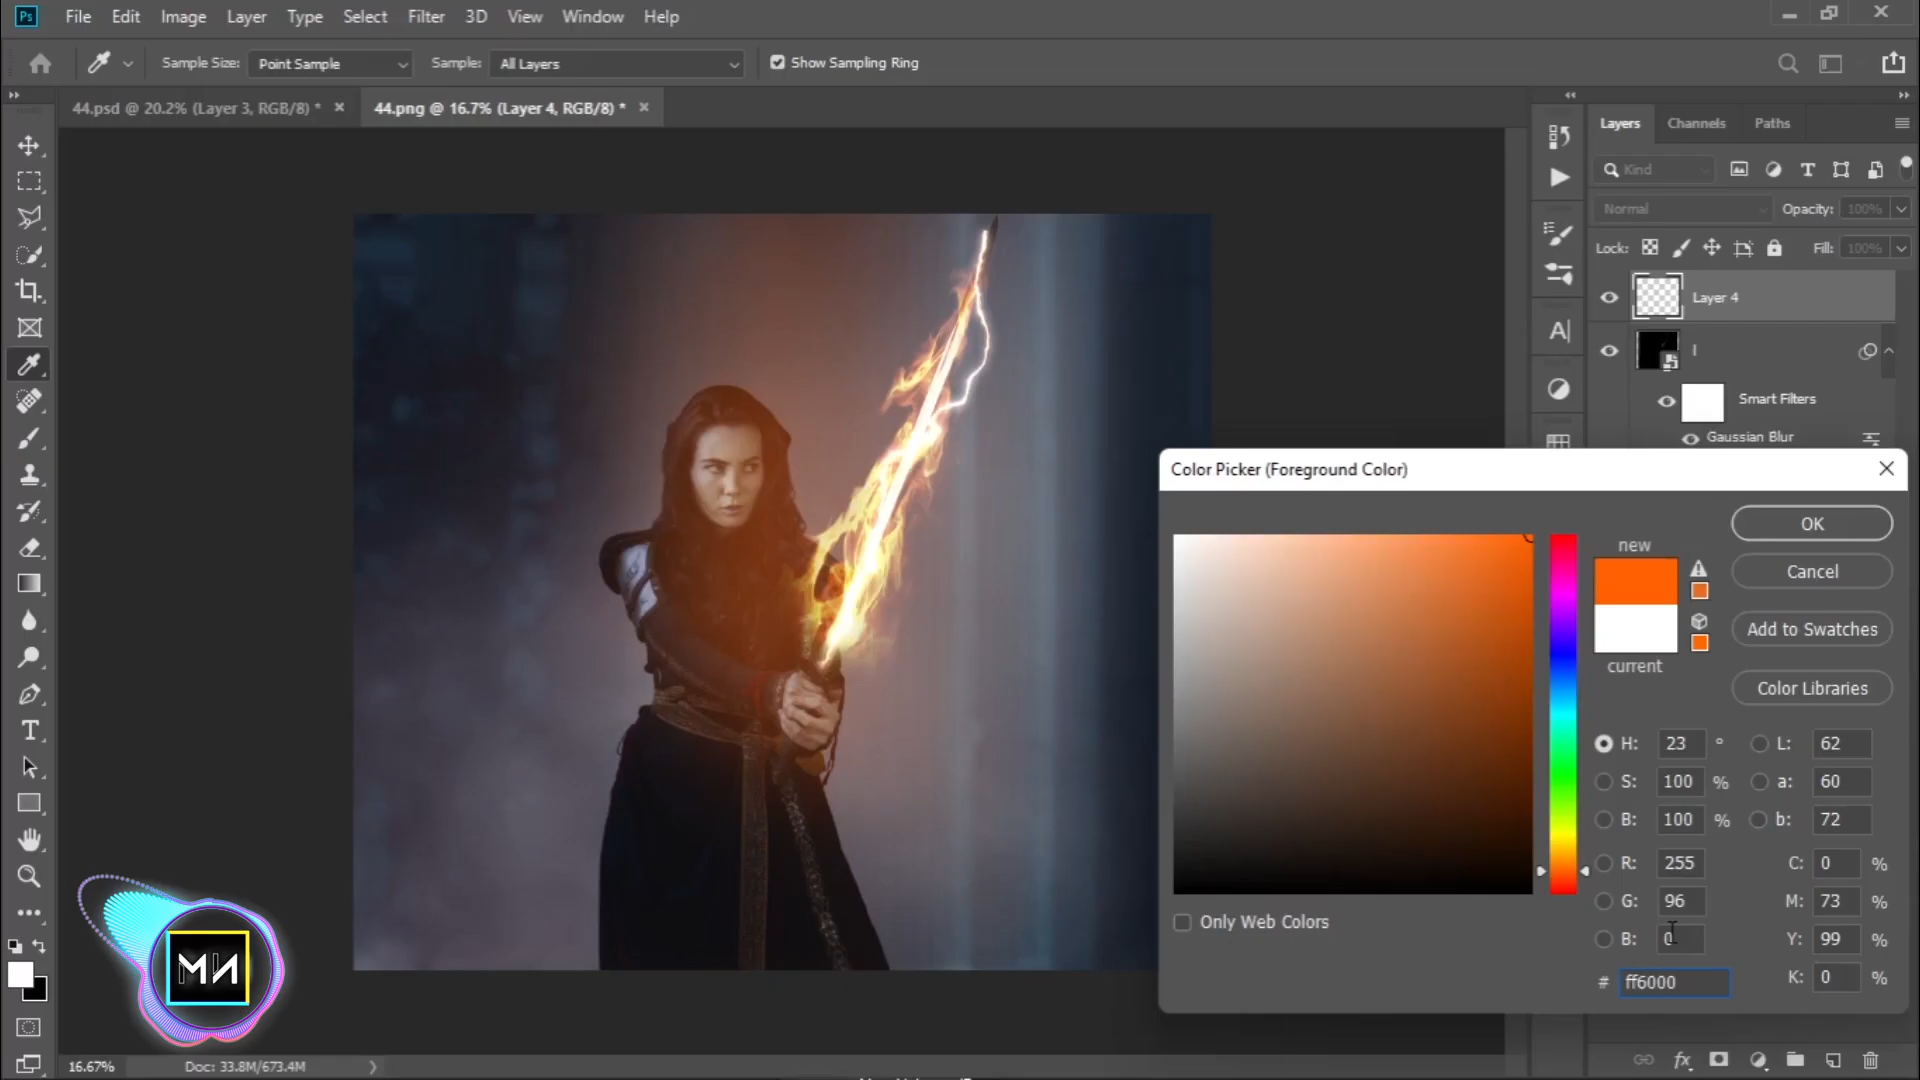 Ps File Edit Image Layer Type Select Filter 3D View Window Help
Sample Size: Point Sample Sample: All Layers Show Sampling Ring
44.psd @ 20.2% (Layer 3, RGB/8) * 44.png @ 16.7% (Layer 4, RGB/8) *
Layers Channels Paths
Kind
Normal Opacity: 100%
Lock: Fill: 100%
Layer 4
l
Smart Filters
Gaussian Blur
Color Picker (Foreground Color)
new
current
OK
Cancel
Add to Swatches
Color Libraries
H: 23 ° L: 62
S: 100 % a: 60
B: 100 % b: 72
R: 255 C: 0 %
G: 96 M: 73 %
B: 0 Y: 99 %
# ff6000 K: 0 %
Only Web Colors
16.67% Doc: 33.8M/673.4M